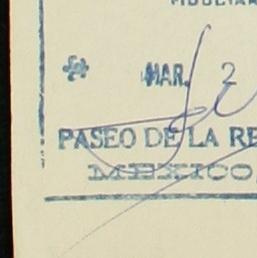 MAR. 2
PASEO DE LA RE
MEXICO,